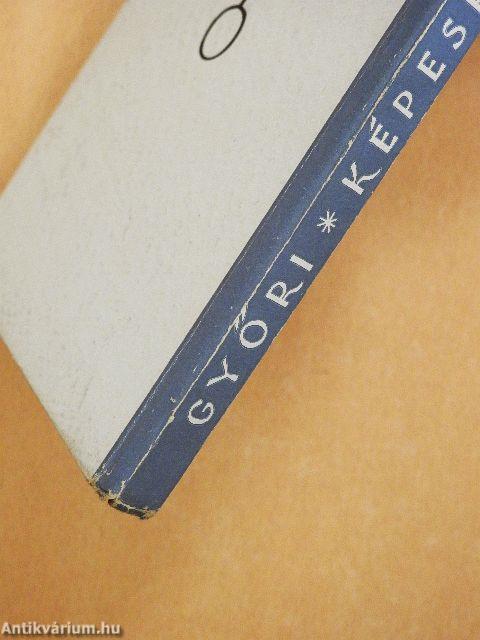 GYŐRI * KÉPES
Antikvárium.hu